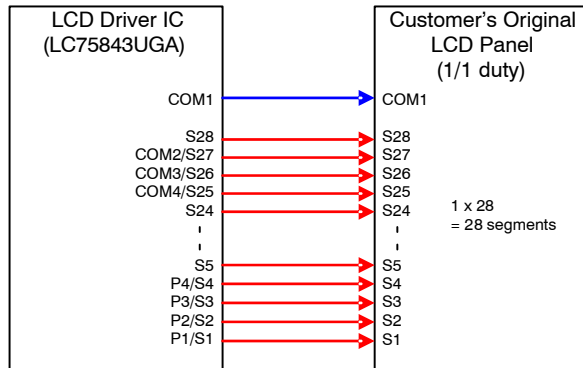 LCD Driver IC
(LC75843UGA)
Customer's Original
LCD Panel
(1/1 duty)
COM1 COM1
S28 S28
COM2/S27 S27
COM3/S26 S26
COM4/S25 S25
S24 S24
1 x 28
= 28 segments
S5 S5
P4/S4 S4
P3/S3 S3
P2/S2 S2
P1/S1 S1